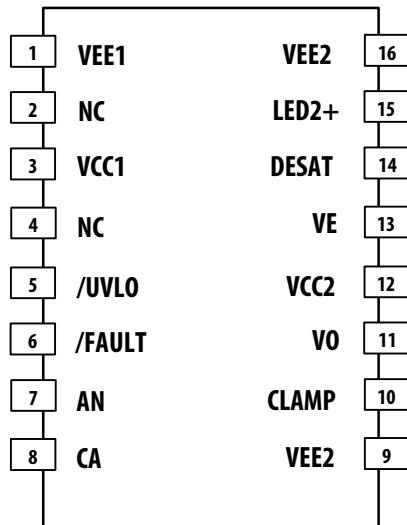 1 VEE1 VEE2 16
2 NC LED2+ 15
3 VCC1 DESAT 14
4 NC VE 13
5 /UVLO VCC2 12
6 /FAULT VO 11
7 AN CLAMP 10
8 CA VEE2 9